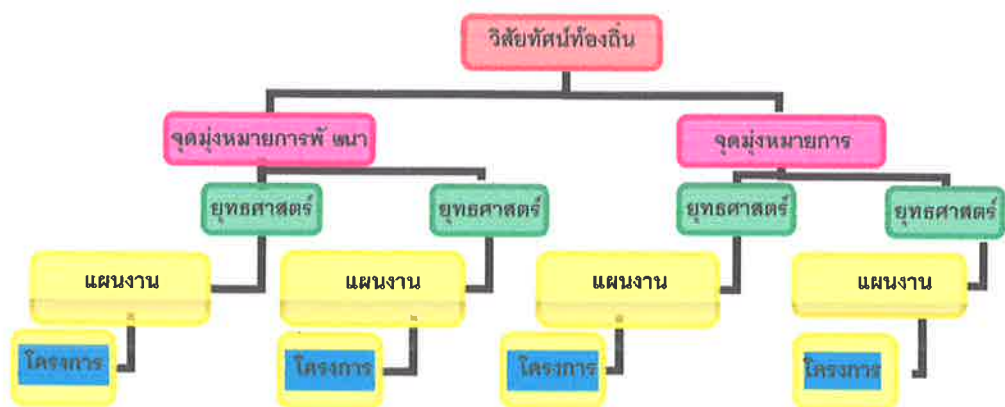 วิสัยทัศน์ท้องถิ่น
จุดมุ่งหมายการพั ฒนา
จุดมุ่งหมายการ
ยุทธศาสตร์
ยุทธศาสตร์
ยุทธศาสตร์
ยุทธศาสตร์
แผนงาน
แผนงาน
แผนงาน
แผนงาน
โครงการ
โครงการ
โครงการ
โครงการ